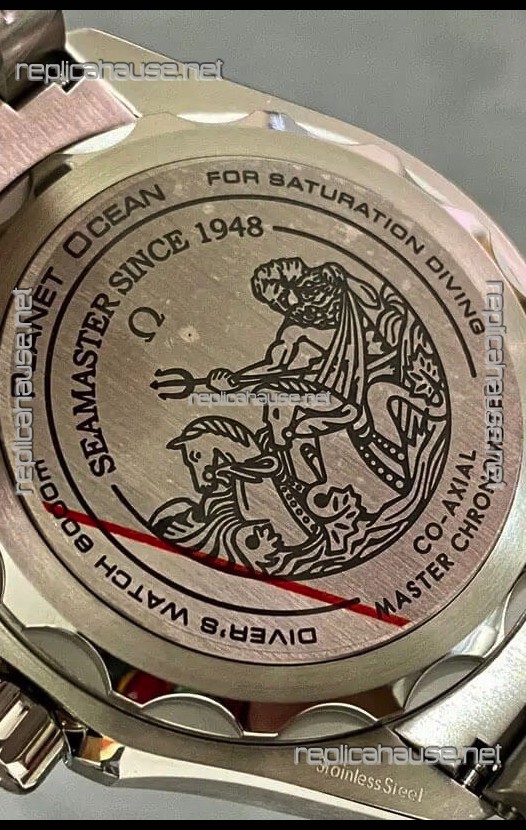 replicahause.net
FOR SATURATION DIVING
NET OCEAN
SEAMASTER SINCE 1948
Ω
replicahause.net
replicahause.net
replicahause.net
CO-AXIAL
MASTER CHRON
DIVER'S WATCH 6000M
replicahause.net
Stainless Steel